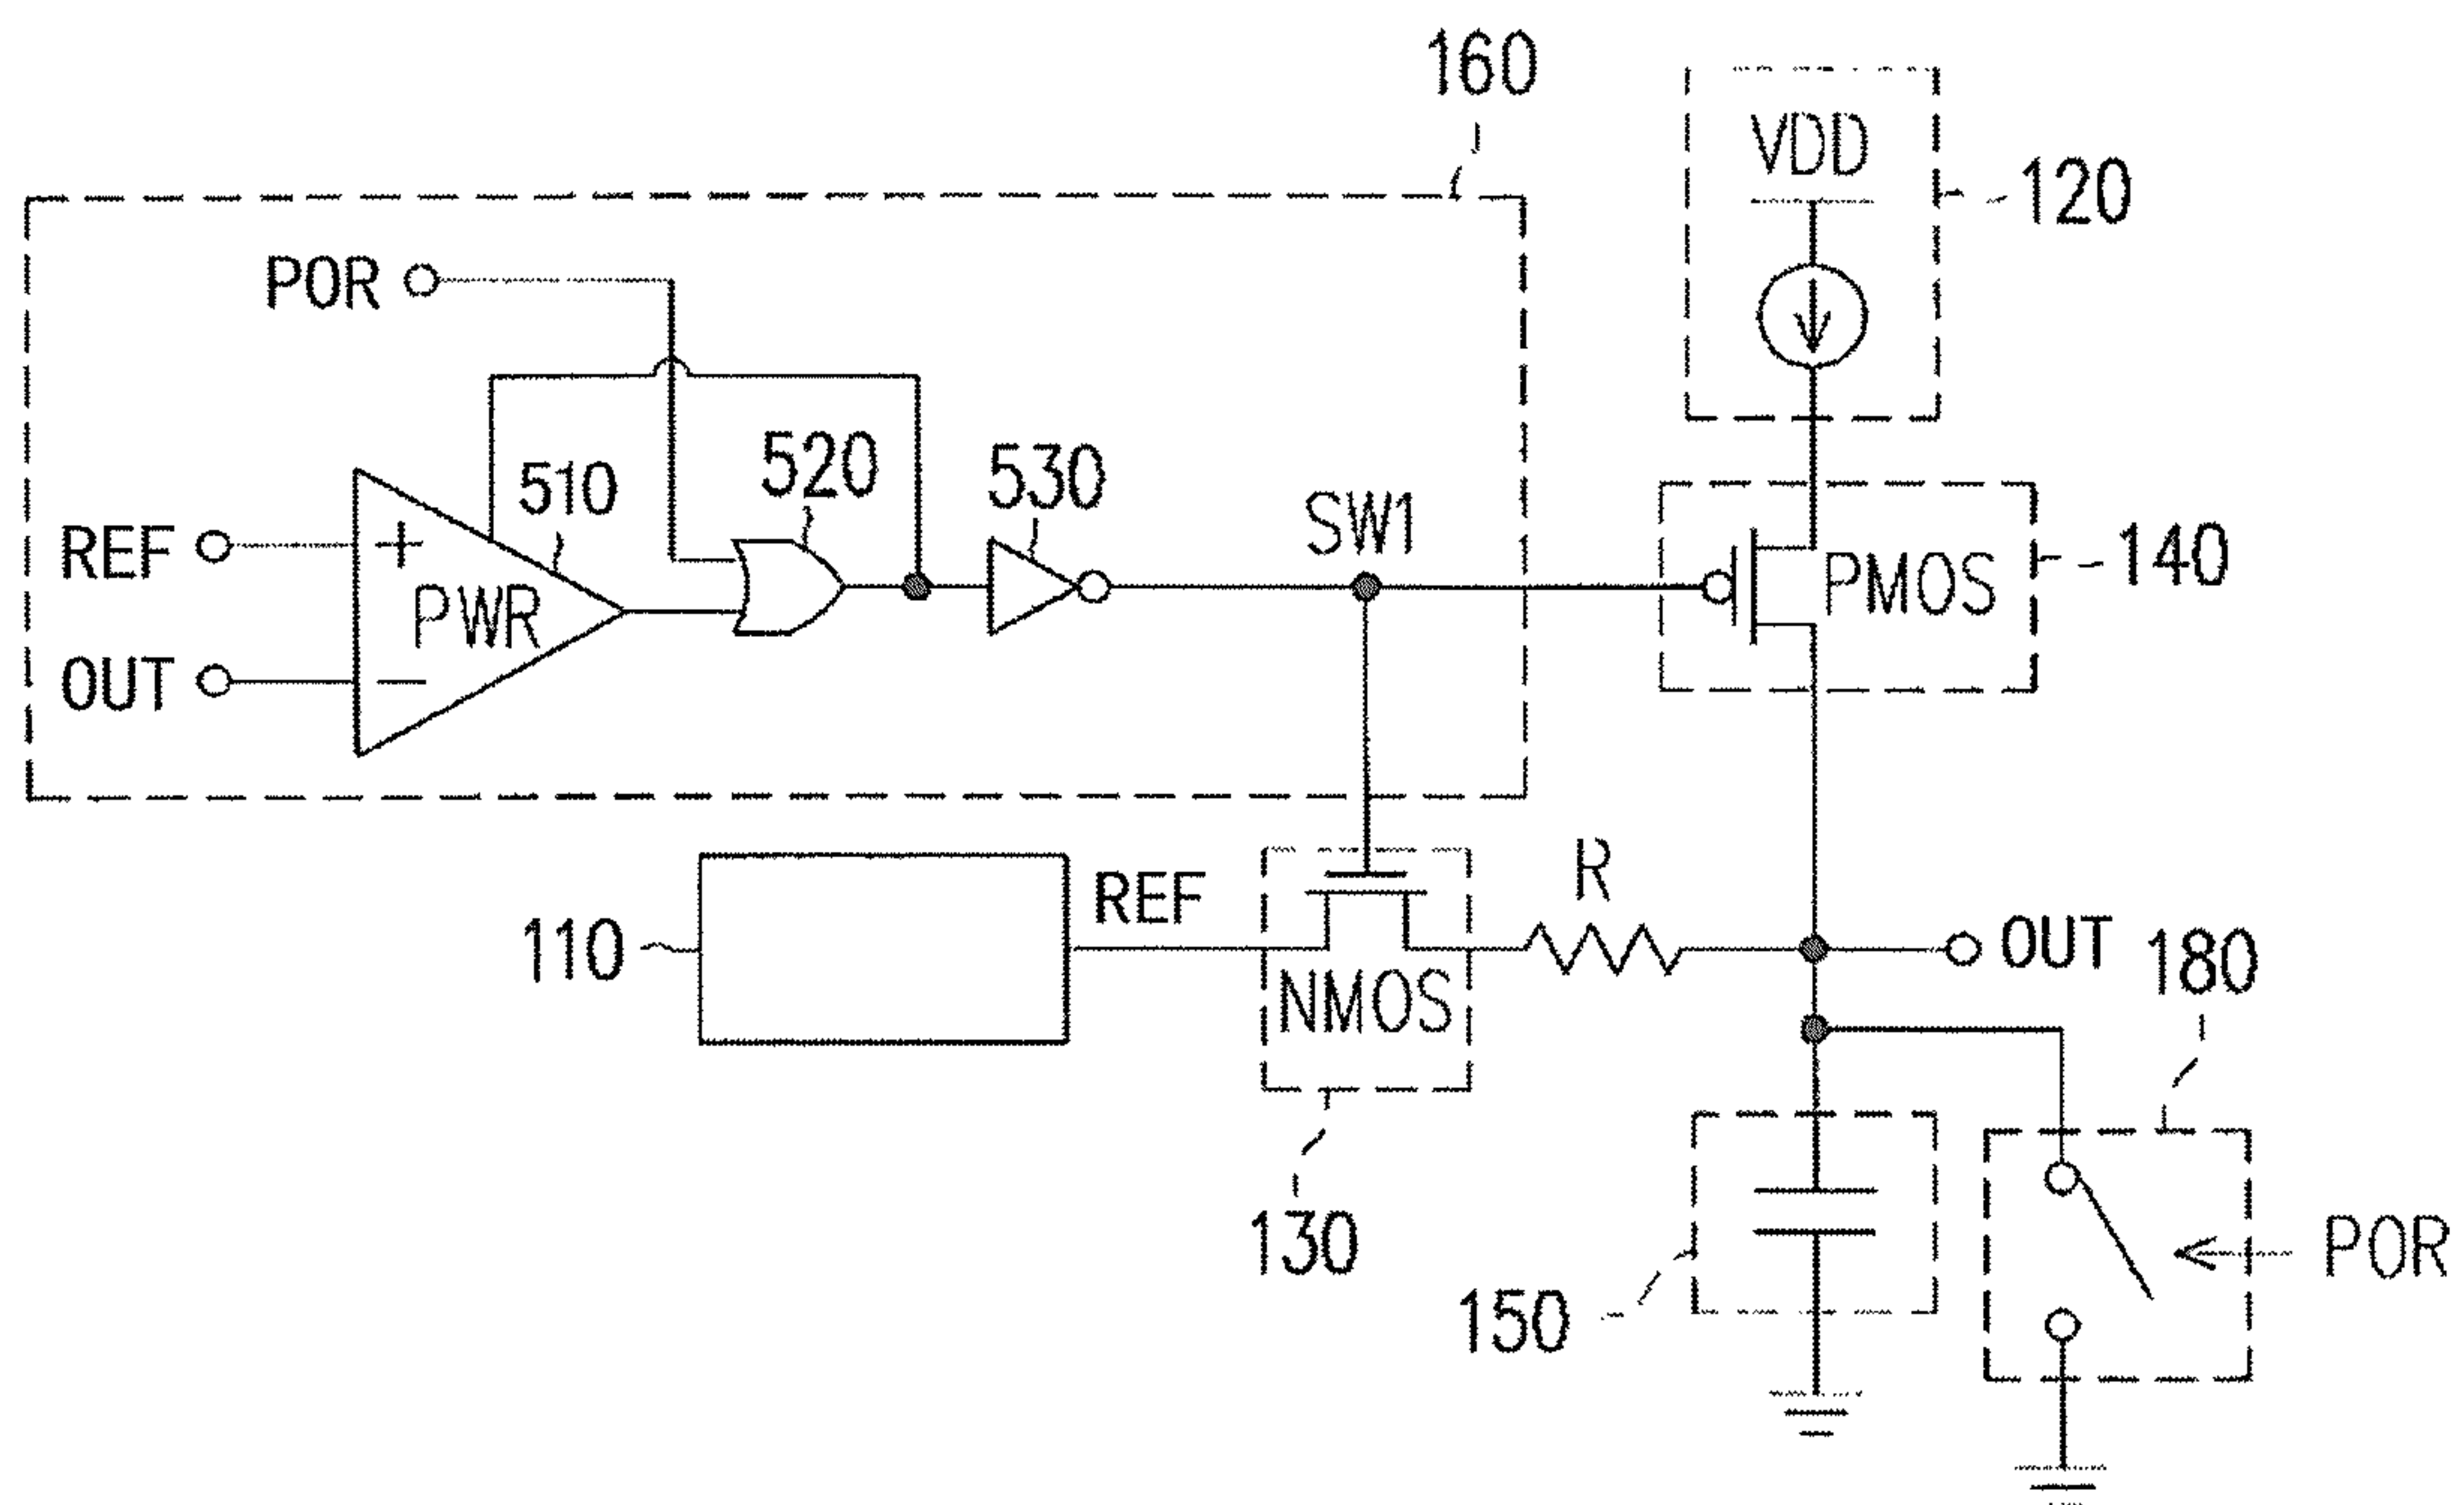 160
VDD
120
POR
510
520
530
SW1
PMOS
140
REF
+
PWR
OUT
−
110
REF
NMOS
R
OUT
180
130
150
POR